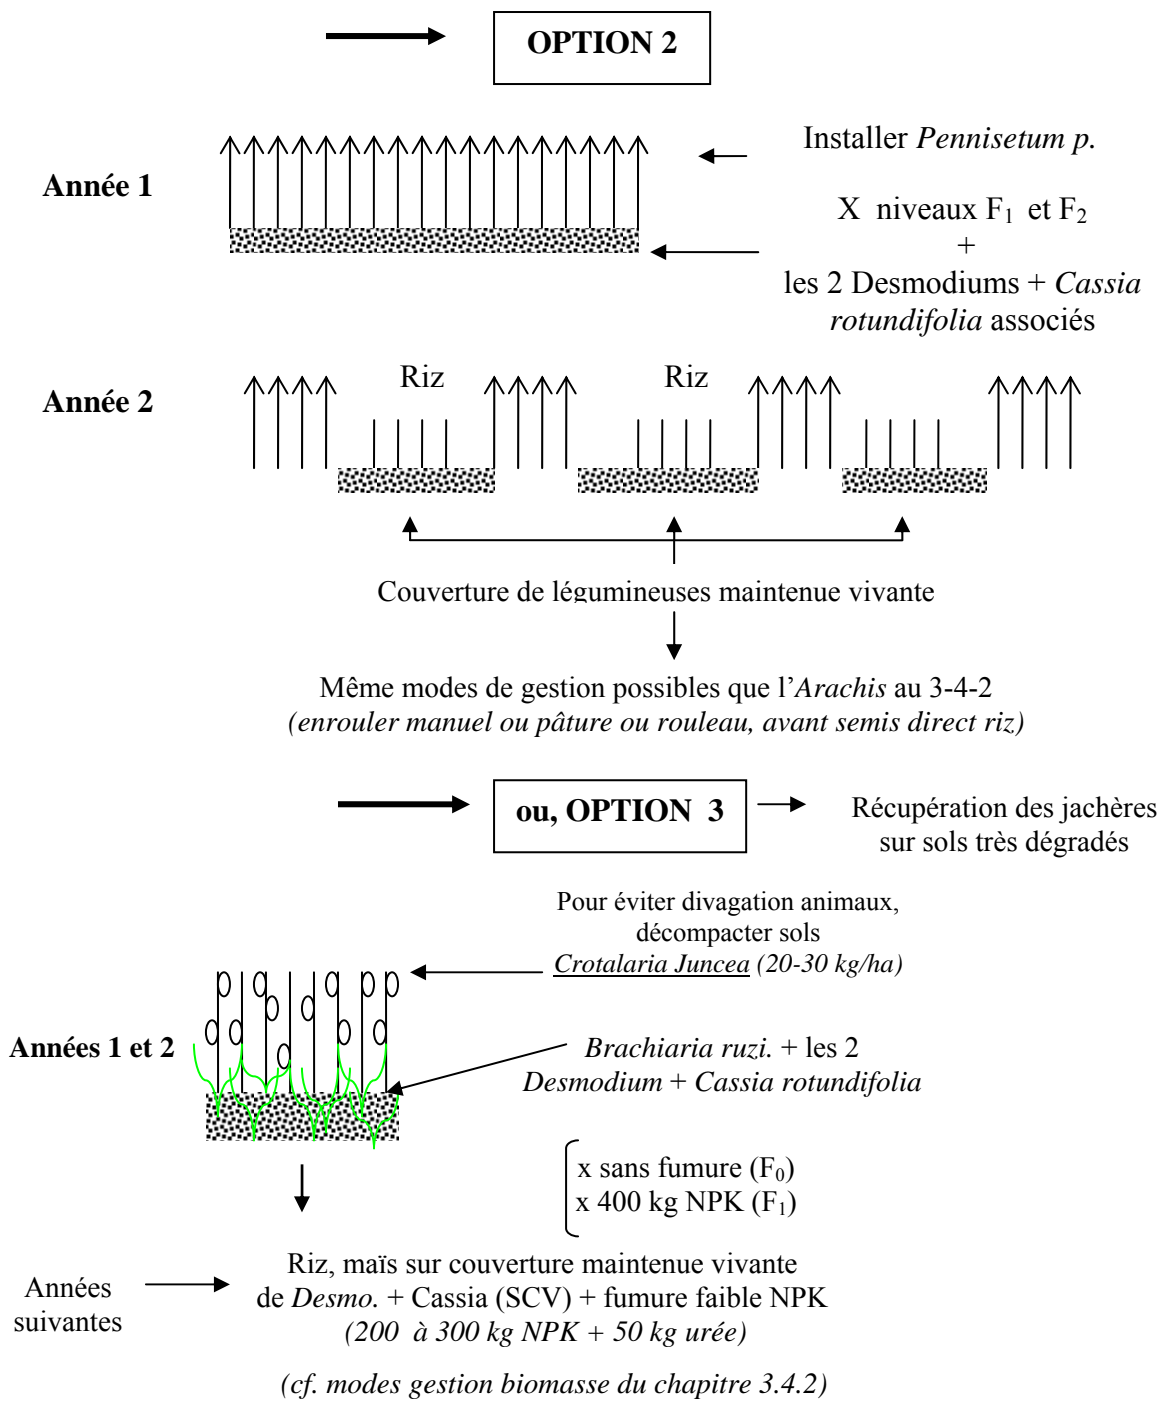 OPTION 2
Année 1
Installer Pennisetum p.
X niveaux F1 et F2
+
les 2 Desmodiums + Cassia
rotundifolia associés
Année 2
Riz
Riz
Couverture de légumineuses maintenue vivante
Même modes de gestion possibles que l'Arachis au 3-4-2
(enrouler manuel ou pâture ou rouleau, avant semis direct riz)
ou, OPTION 3
Récupération des jachères
sur sols très dégradés
Pour éviter divagation animaux,
décompacter sols
Crotalaria Juncea (20-30 kg/ha)
Années 1 et 2
Brachiaria ruzi. + les 2
Desmodium + Cassia rotundifolia
x sans fumure (F0)
x 400 kg NPK (F1)
Années
suivantes
Riz, maïs sur couverture maintenue vivante
de Desmo. + Cassia (SCV) + fumure faible NPK
(200 à 300 kg NPK + 50 kg urée)
(cf. modes gestion biomasse du chapitre 3.4.2)